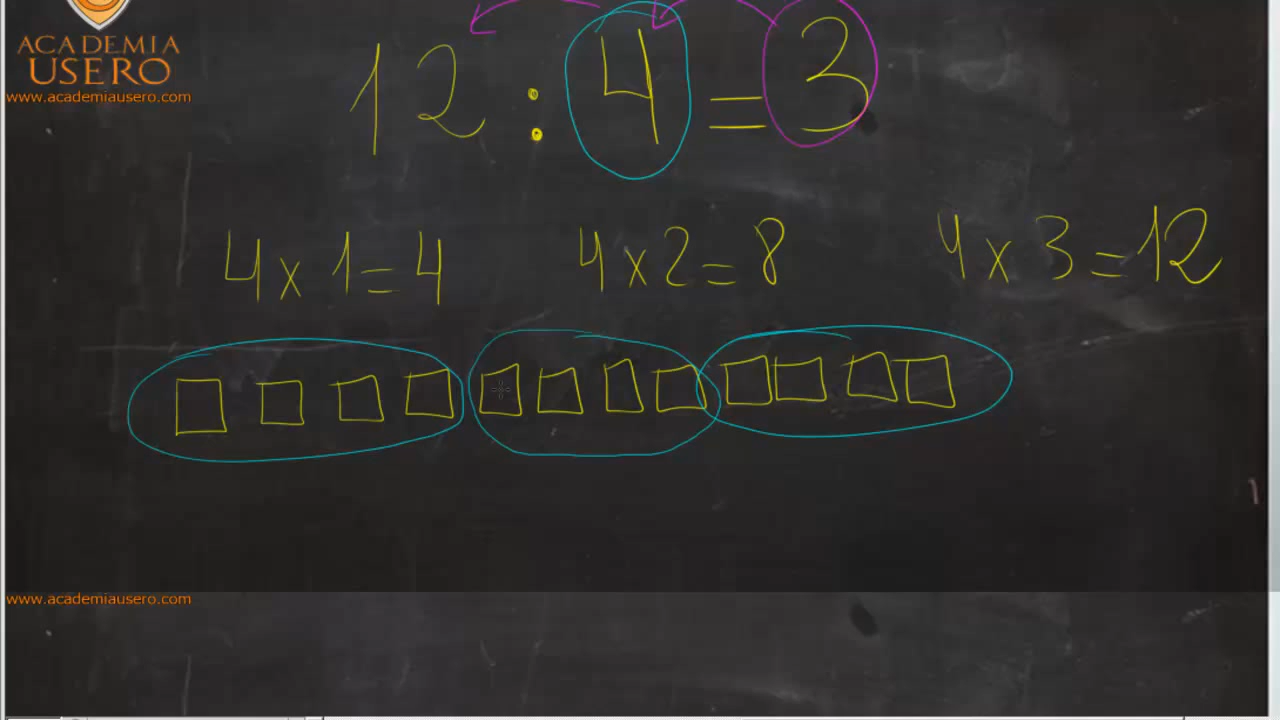 ACADEMIA
USERO
www.academiausero.com
12 : 4 = 3
4 x 1 = 4 4 x 2 = 8 4 x 3 = 12
www.academiausero.com